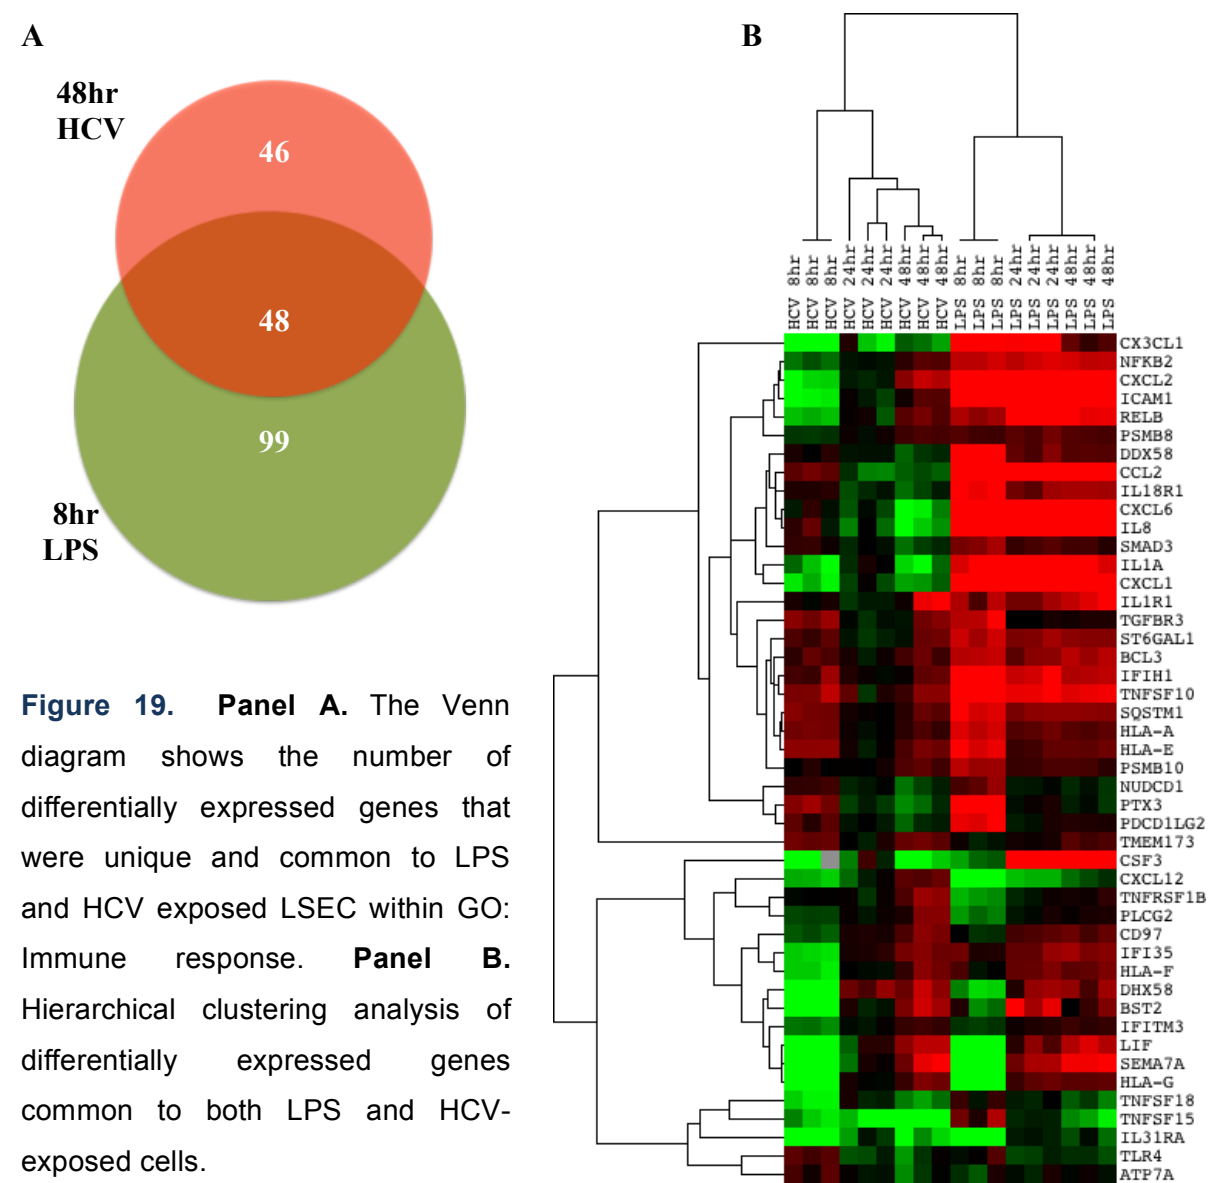 A
48hr
HCV
46
48
99
8hr
LPS
Figure 19. Panel A. The Venn
diagram shows the number of
differentially expressed genes that
were unique and common to LPS
and HCV exposed LSEC within GO:
Immune response. Panel B.
Hierarchical clustering analysis of
differentially expressed genes
common to both LPS and HCV-
exposed cells.
B
HCV 8hr
HCV 8hr
HCV 8hr
HCV 24hr
HCV 24hr
HCV 24hr
HCV 48hr
HCV 48hr
HCV 48hr
LPS 8hr
LPS 8hr
LPS 8hr
LPS 24hr
LPS 24hr
LPS 24hr
LPS 48hr
LPS 48hr
LPS 48hr
CX3CL1
NFKB2
CXCL2
ICAM1
RELB
PSMB8
DDX58
CCL2
IL18R1
CXCL6
IL8
SMAD3
IL1A
CXCL1
IL1R1
TGFBR3
ST6GAL1
BCL3
IFIH1
TNFSF10
SQSTM1
HLA-A
HLA-E
PSMB10
NUDCD1
PTX3
PDCD1LG2
TMEM173
CSF3
CXCL12
TNFRSF1B
PLCG2
CD97
IFI35
HLA-F
DHX58
BST2
IFITM3
LIF
SEMA7A
HLA-G
TNFSF18
TNFSF15
IL31RA
TLR4
ATP7A